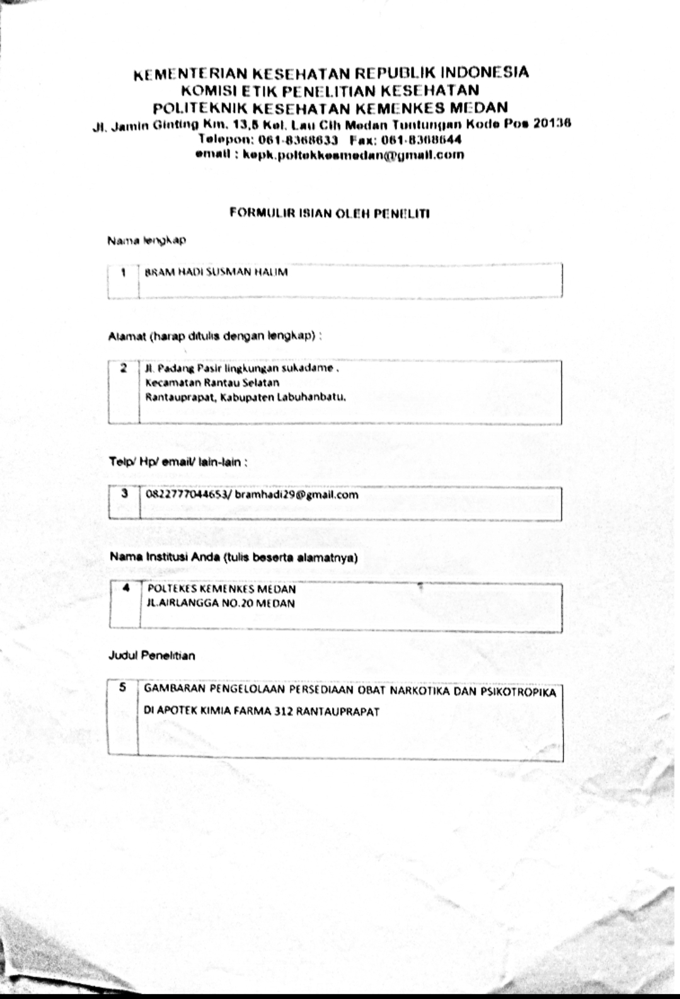 KEMENTERIAN KESEHATAN REPUBLIK INDONESIA
KOMISI ETIK PENELITIAN KESEHATAN
POLITEKNIK KESEHATAN KEMENKES MEDAN
Jl. Jamin Ginting Km. 13,5 Kel. Lau Cih Medan Tuntungan Kode Pos 20136
Telepon: 061-8368633 Fax: 061-8368644
email : kepk.poltekkesmedan@gmail.com
FORMULIR ISIAN OLEH PENELITI
Nama lengkap
1 BRAM HADI SUSMAN HALIM
Alamat (harap ditulis dengan lengkap) :
2 Jl. Padang Pasir lingkungan sukadame .
Kecamatan Rantau Selatan
Rantauprapat, Kabupaten Labuhanbatu.
Telp/ Hp/ email/ lain-lain :
3 0822777044653/ bramhadi29@gmail.com
Nama Institusi Anda (tulis beserta alamatnya)
4 POLTEKES KEMENKES MEDAN
JL.AIRLANGGA NO.20 MEDAN
Judul Penelitian
5 GAMBARAN PENGELOLAAN PERSEDIAAN OBAT NARKOTIKA DAN PSIKOTROPIKA
DI APOTEK KIMIA FARMA 312 RANTAUPRAPAT